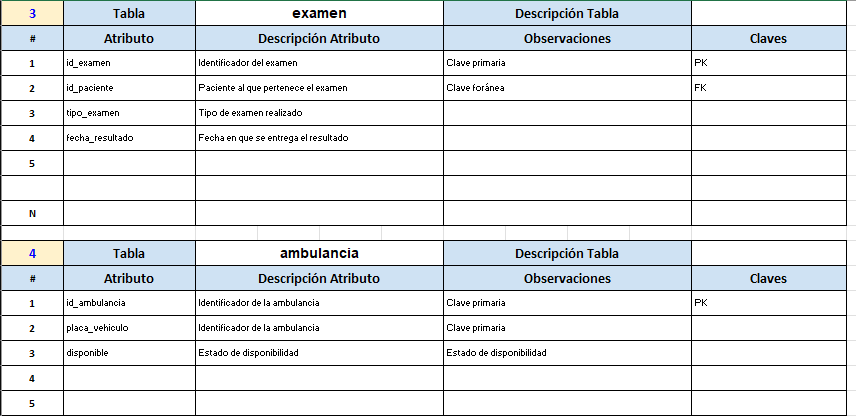 3 Tabla examen Descripción Tabla
# Atributo Descripción Atributo Observaciones Claves
1 id_examen Identificador del examen Clave primaria PK
2 id_paciente Paciente al que pertenece el examen Clave foránea FK
3 tipo_examen Tipo de examen realizado
4 fecha_resultado Fecha en que se entrega el resultado
5
N
4 Tabla ambulancia Descripción Tabla
# Atributo Descripción Atributo Observaciones Claves
1 id_ambulancia Identificador de la ambulancia Clave primaria PK
2 placa_vehiculo Identificador de la ambulancia Clave primaria
3 disponible Estado de disponibilidad Estado de disponibilidad
4
5